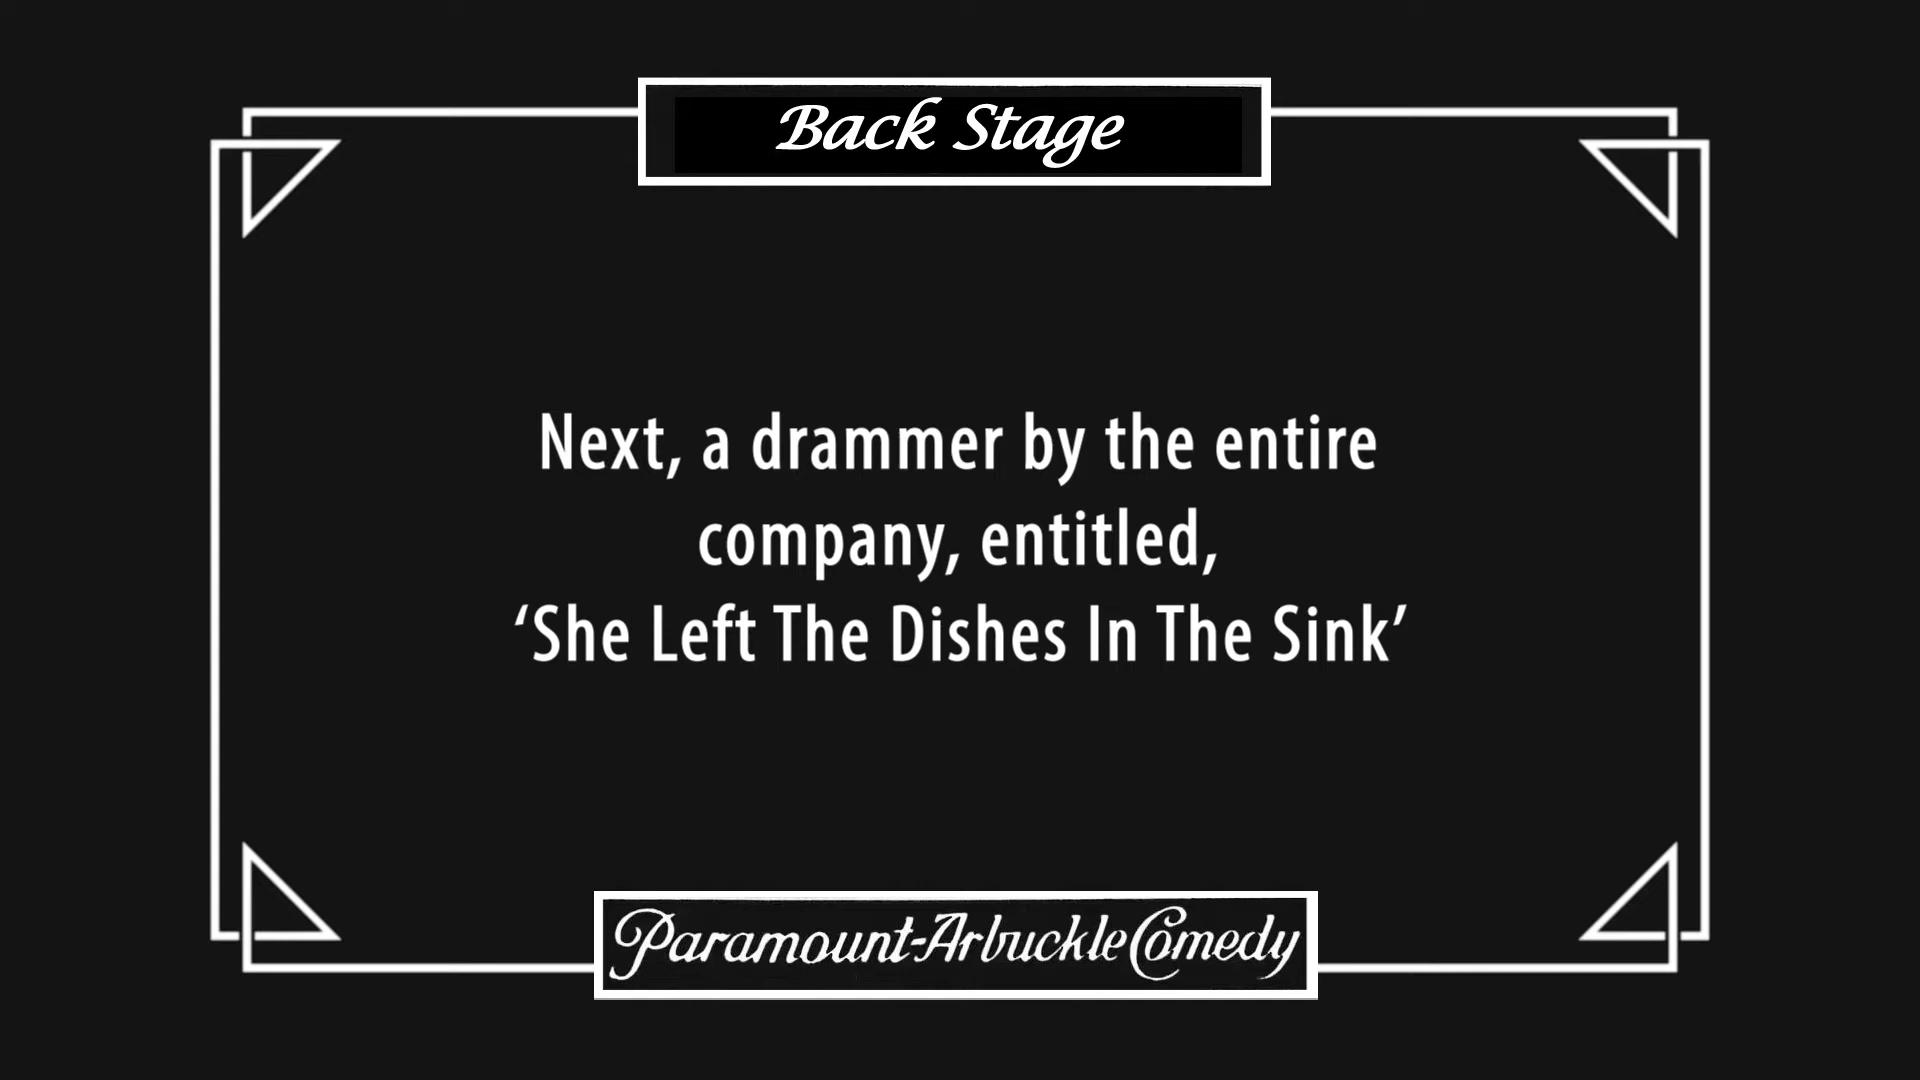 Back Stage
Next, a drammer by the entire
company, entitled,
‘She Left The Dishes In The Sink’
Paramount-Arbuckle Comedy